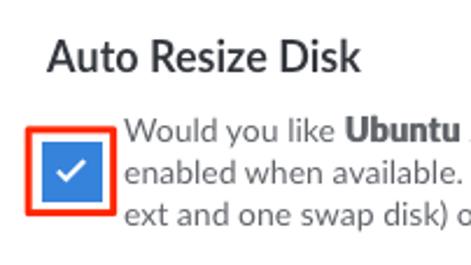 Auto Resize Disk
Would you like Ubuntu
enabled when available.
ext and one swap disk) o